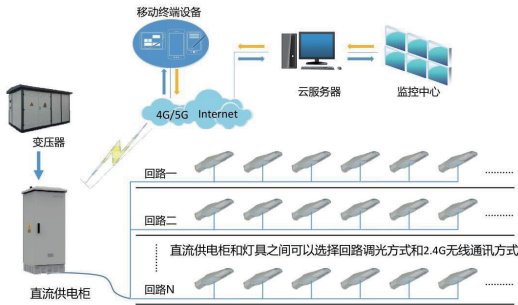 移动终端设备
4G/5G Internet
云服务器
监控中心
变压器
回路一
回路二
直流供电柜和灯具之间可以选择回路调光方式和2.4G无线通讯方式
直流供电柜
回路N